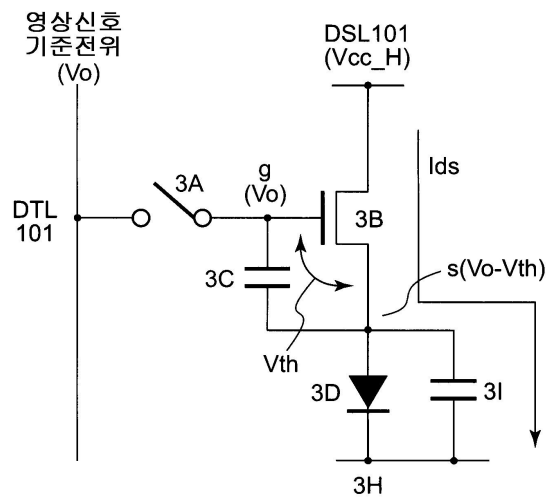 영상신호
기준전위
(Vo)
DSL101
(Vcc_H)
Ids
3A
g
(Vo)
DTL
101
3B
3C
s(Vo-Vth)
Vth
3D
3I
3H